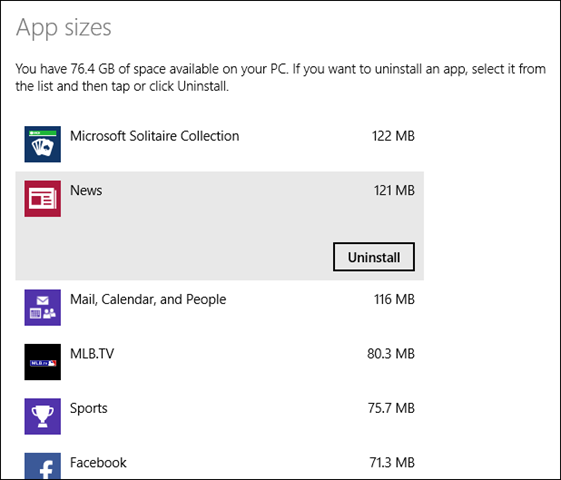 App sizes
You have 76.4 GB of space available on your PC. If you want to uninstall an app, select it from
the list and then tap or click Uninstall.
Microsoft Solitaire Collection 122 MB
News 121 MB
Uninstall
Mail, Calendar, and People 116 MB
MLB.TV 80.3 MB
Sports 75.7 MB
Facebook 71.3 MB